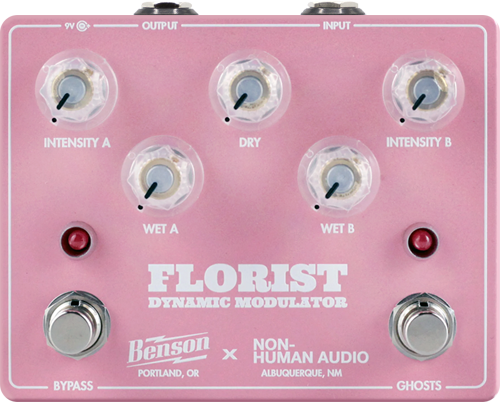 9V
OUTPUT
INPUT
INTENSITY A
DRY
INTENSITY B
WET A
WET B
FLORIST
DYNAMIC MODULATOR
Benson
PORTLAND, OR
X
NON-
HUMAN AUDIO
ALBUQUERQUE, NM
BYPASS
GHOSTS